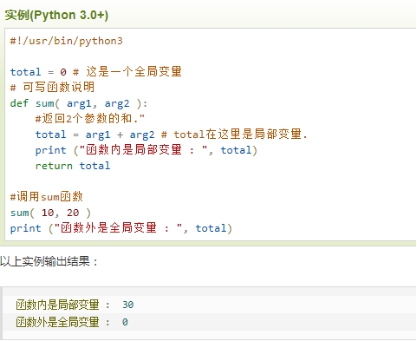 实例(Python 3.0+)
#!/usr/bin/python3
total = 0 # 这是一个全局变量
# 可写函数说明
def sum( arg1, arg2 ):
#返回2个参数的和."
total = arg1 + arg2 # total在这里是局部变量.
print ("函数内是局部变量 : ", total)
return total
#调用sum函数
sum( 10, 20 )
print ("函数外是全局变量 : ", total)
以上实例输出结果：
函数内是局部变量 : 30
函数外是全局变量 : 0